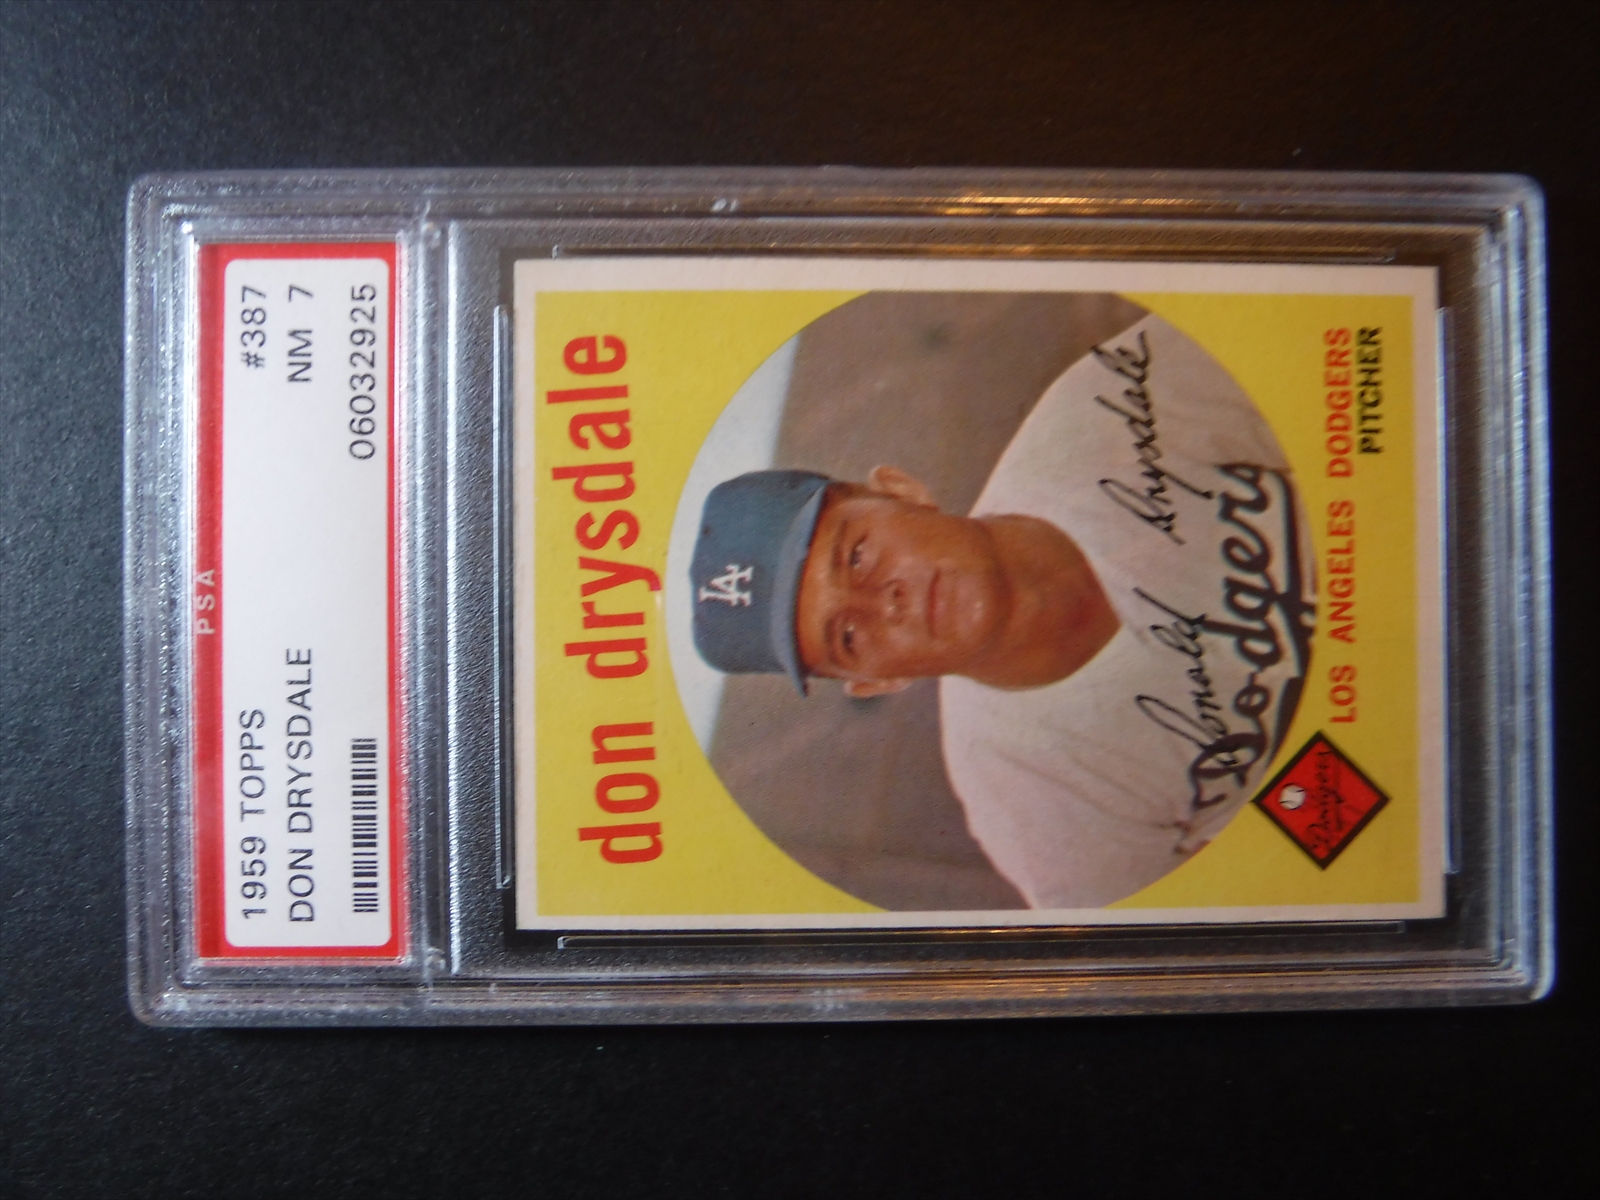 1959 TOPPS #387
DON DRYSDALE NM 7
06032925
PSA
don drysdale
Donald Drysdale
Dodgers
LOS ANGELES DODGERS
PITCHER
Dodgers
LA